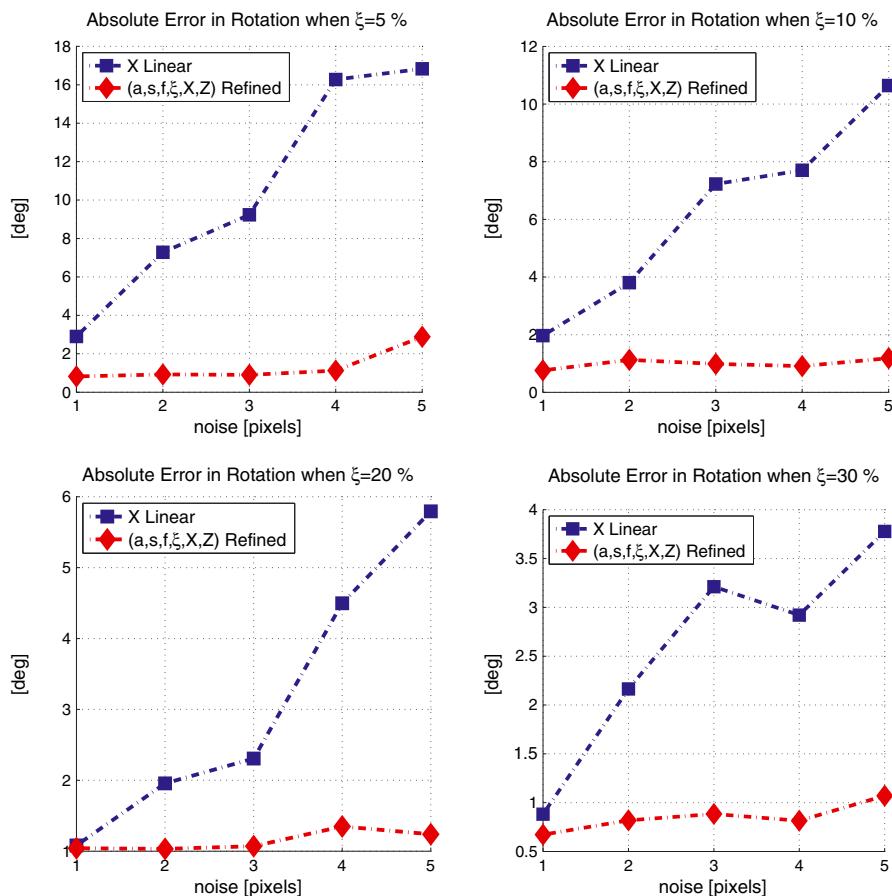 Absolute Error in Rotation when ξ=5 %
18
16
14
12
10
8
6
4
2
0
[deg]
X Linear
(a,s,f,ξ,X,Z) Refined
1 2 3 4 5
noise [pixels]
Absolute Error in Rotation when ξ=10 %
12
10
8
6
4
2
0
[deg]
X Linear
(a,s,f,ξ,X,Z) Refined
1 2 3 4 5
noise [pixels]
Absolute Error in Rotation when ξ=20 %
6
5
4
3
2
1
[deg]
X Linear
(a,s,f,ξ,X,Z) Refined
1 2 3 4 5
noise [pixels]
Absolute Error in Rotation when ξ=30 %
4
3.5
3
2.5
2
1.5
1
0.5
[deg]
X Linear
(a,s,f,ξ,X,Z) Refined
1 2 3 4 5
noise [pixels]